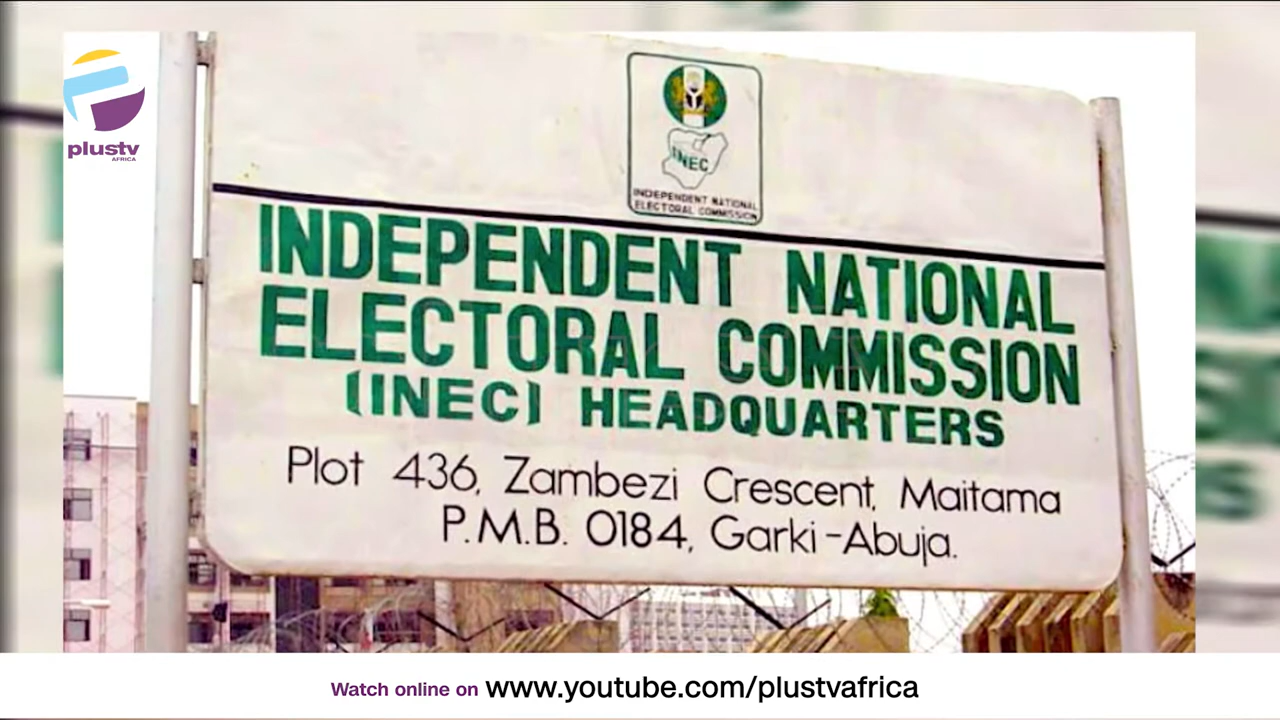 plustv
AFRICA
INEC
INDEPENDENT NATIONAL
ELECTORAL COMMISSION
INDEPENDENT NATIONAL
ELECTORAL COMMISSION
(INEC) HEADQUARTERS
Plot 436, Zambezi Crescent, Maitama
P.M.B. 0184, Garki-Abuja.
Watch online on www.youtube.com/plustvafrica